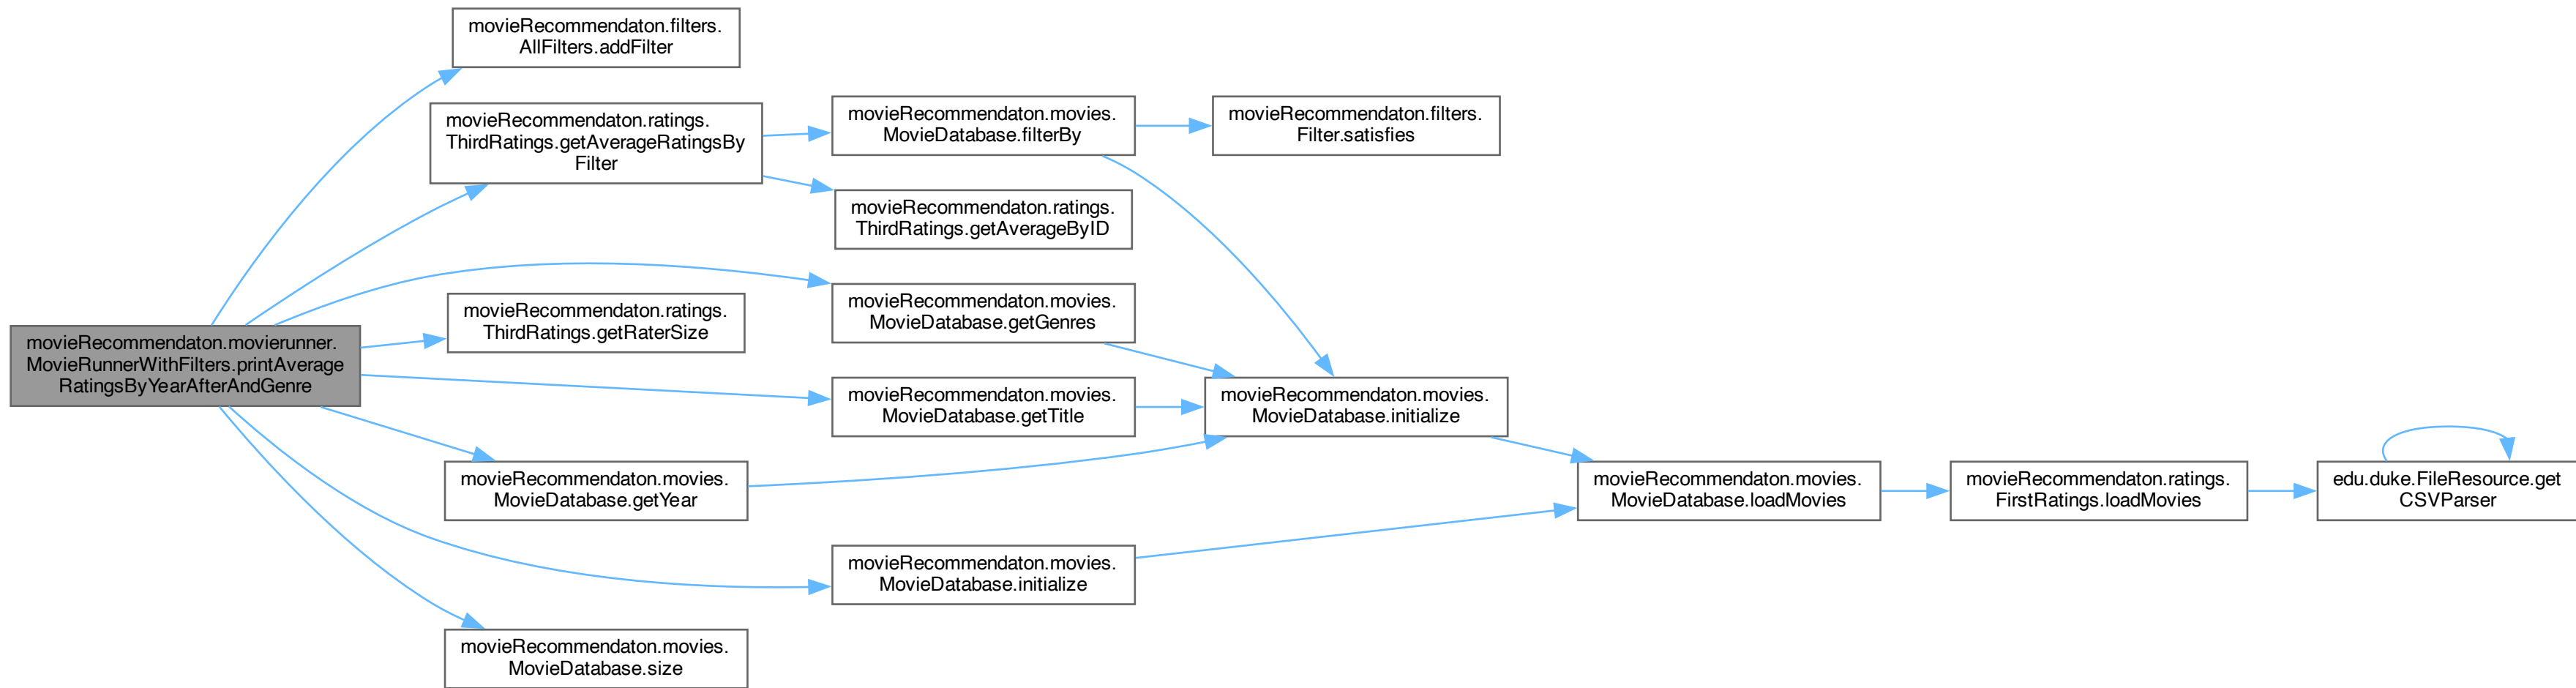 movieRecommendaton.filters.
AllFilters.addFilter
movieRecommendaton.ratings.
ThirdRatings.getAverageRatingsBy
Filter
movieRecommendaton.movies.
MovieDatabase.filterBy
movieRecommendaton.filters.
Filter.satisfies
movieRecommendaton.ratings.
ThirdRatings.getAverageByID
movieRecommendaton.movies.
MovieDatabase.getGenres
movieRecommendaton.ratings.
ThirdRatings.getRaterSize
movieRecommendaton.movierunner.
MovieRunnerWithFilters.printAverage
RatingsByYearAfterAndGenre
movieRecommendaton.movies.
MovieDatabase.getTitle
movieRecommendaton.movies.
MovieDatabase.initialize
movieRecommendaton.movies.
MovieDatabase.getYear
movieRecommendaton.movies.
MovieDatabase.loadMovies
movieRecommendaton.ratings.
FirstRatings.loadMovies
edu.duke.FileResource.get
CSVParser
movieRecommendaton.movies.
MovieDatabase.initialize
movieRecommendaton.movies.
MovieDatabase.size